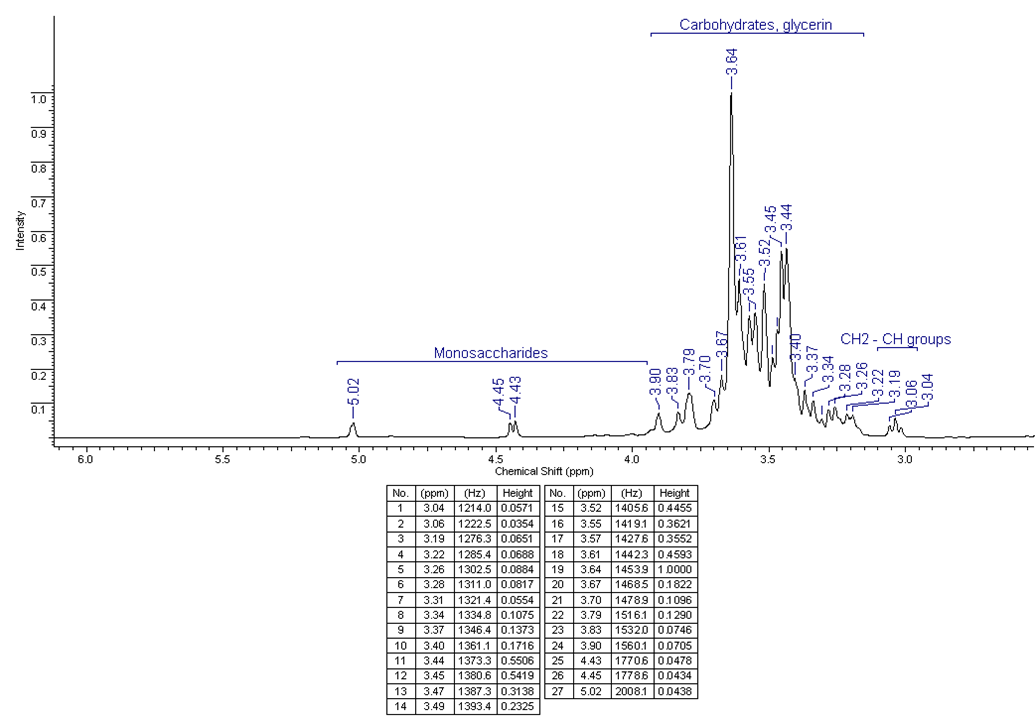 Carbohydrates, glycerin
3.64
1.0
0.9
0.8
0.7
0.6
0.5
0.4
0.3
0.2
0.1
Intensity
3.45
3.44
3.61
3.52
3.55
CH2 - CH groups
Monosaccharides
5.02
4.45
4.43
3.90
3.83
3.79
3.70
3.67
3.40
3.37
3.34
3.28
3.26
3.22
3.19
3.06
3.04
6.0 5.5 5.0 4.5 4.0 3.5 3.0
Chemical Shift (ppm)
No. (ppm) (Hz) Height No. (ppm) (Hz) Height
1 3.04 1214.0 0.0571 15 3.52 1405.6 0.4455
2 3.06 1222.5 0.0354 16 3.55 1419.1 0.3621
3 3.19 1276.3 0.0651 17 3.57 1427.6 0.3552
4 3.22 1285.4 0.0688 18 3.61 1442.3 0.4593
5 3.26 1302.5 0.0884 19 3.64 1453.9 1.0000
6 3.28 1311.0 0.0817 20 3.67 1468.5 0.1822
7 3.31 1321.4 0.0554 21 3.70 1478.9 0.1096
8 3.34 1334.8 0.1075 22 3.79 1516.1 0.1290
9 3.37 1346.4 0.1373 23 3.83 1532.0 0.0746
10 3.40 1361.1 0.1716 24 3.90 1560.1 0.0705
11 3.44 1373.3 0.5506 25 4.43 1770.6 0.0478
12 3.45 1380.6 0.5419 26 4.45 1778.6 0.0434
13 3.47 1387.3 0.3138 27 5.02 2008.1 0.0438
14 3.49 1393.4 0.2325